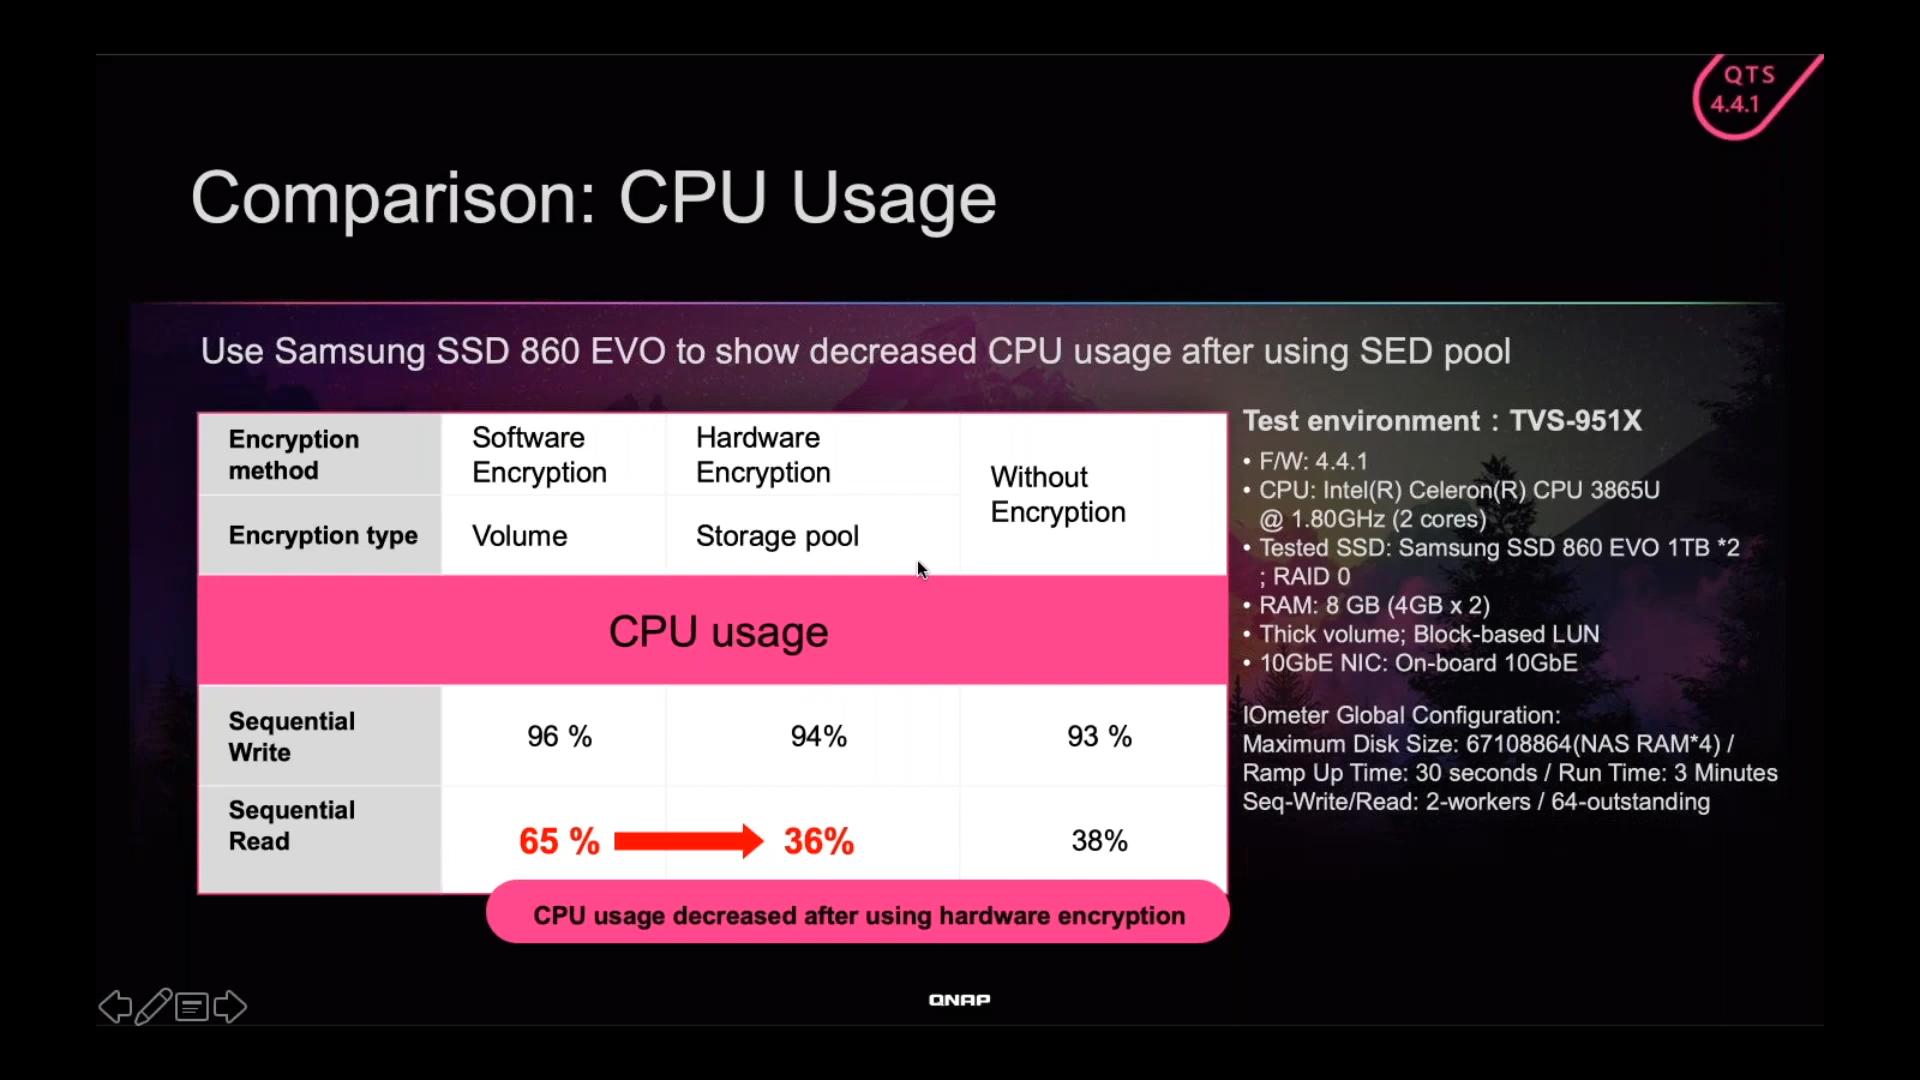 QTS
4.4.1
Comparison: CPU Usage
Use Samsung SSD 860 EVO to show decreased CPU usage after using SED pool
Encryption
method
Software
Encryption
Hardware
Encryption
Without
Encryption
Encryption type
Volume
Storage pool
CPU usage
Sequential
Write
96 %
94%
93 %
Sequential
Read
65 %
36%
38%
CPU usage decreased after using hardware encryption
Test environment：TVS-951X
• F/W: 4.4.1
• CPU: Intel(R) Celeron(R) CPU 3865U
@ 1.80GHz (2 cores)
• Tested SSD: Samsung SSD 860 EVO 1TB *2
; RAID 0
• RAM: 8 GB (4GB x 2)
• Thick volume; Block-based LUN
• 10GbE NIC: On-board 10GbE
IOmeter Global Configuration:
Maximum Disk Size: 67108864(NAS RAM*4) /
Ramp Up Time: 30 seconds / Run Time: 3 Minutes
Seq-Write/Read: 2-workers / 64-outstanding
QNAP